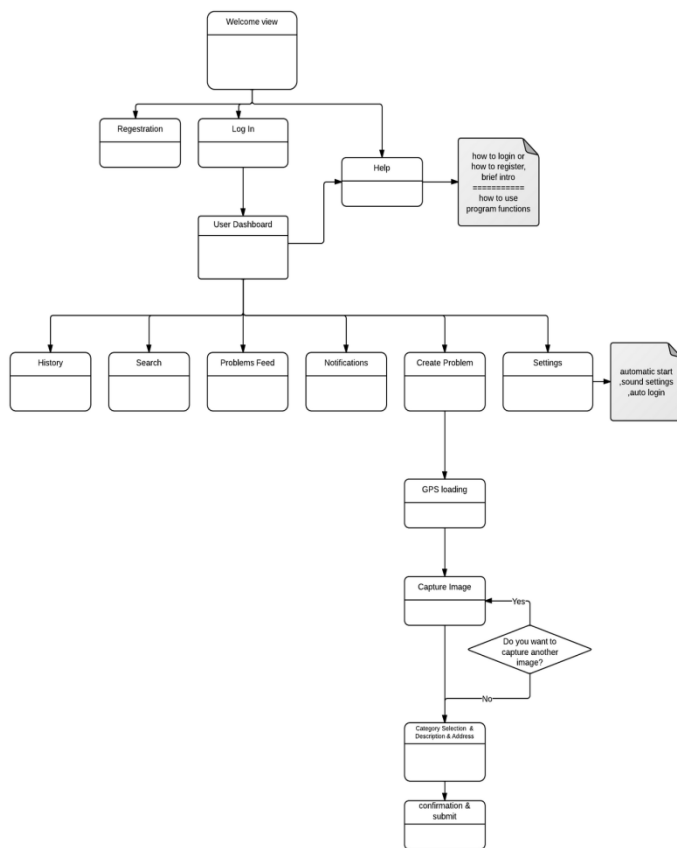 Welcome view
Regestration
Log In
Help
how to login or
how to register,
brief intro
===========
how to use
program functions
User Dashboard
History
Search
Problems Feed
Notifications
Create Problem
Settings
automatic start
,sound settings
,auto login
GPS loading
Capture Image
Yes
Do you want to
capture another
image?
No
Category Selection &
Description & Address
confirmation &
submit